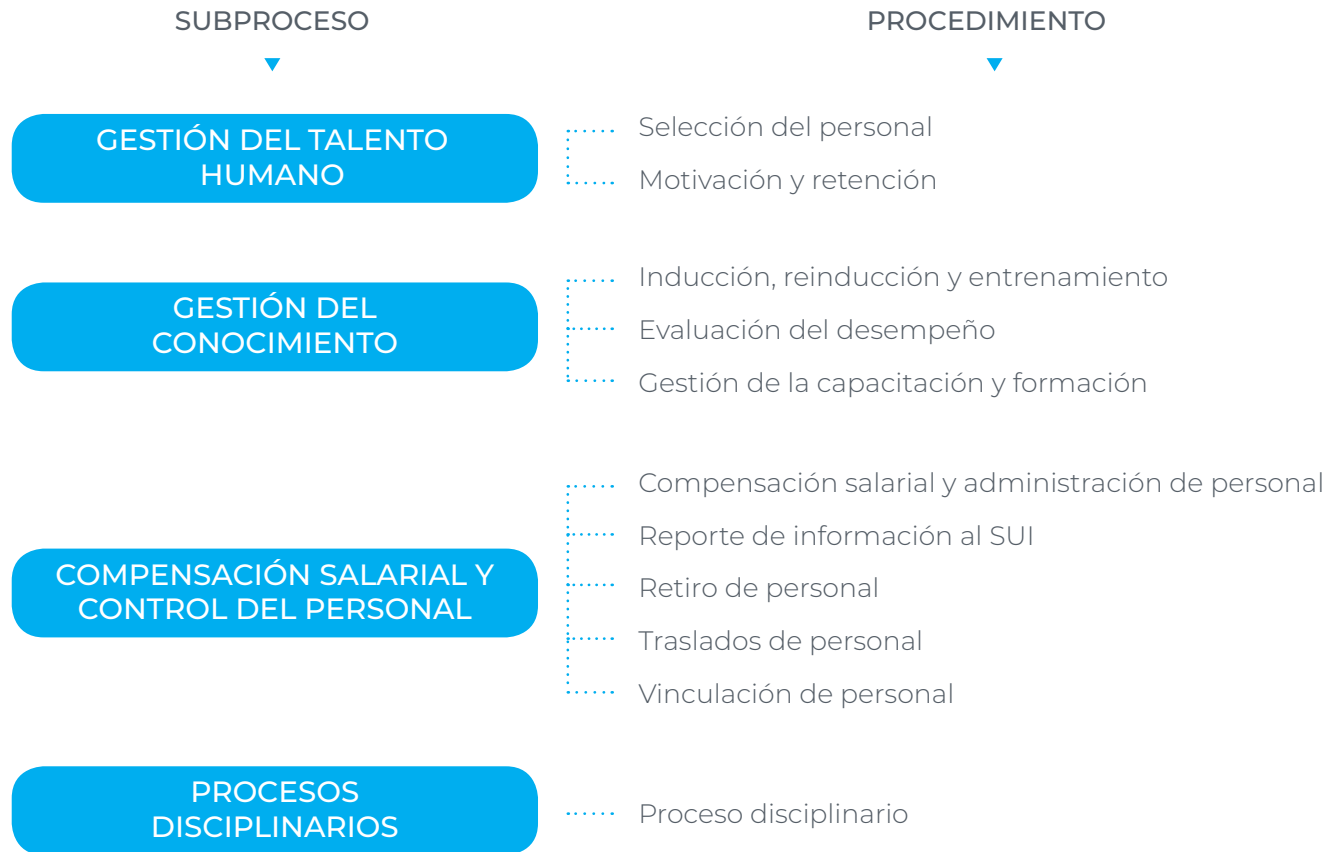 SUBPROCESO
PROCEDIMIENTO
GESTIÓN DEL TALENTO
HUMANO
Selección del personal
Motivación y retención
GESTIÓN DEL
CONOCIMIENTO
Inducción, reinducción y entrenamiento
Evaluación del desempeño
Gestión de la capacitación y formación
COMPENSACIÓN SALARIAL Y
CONTROL DEL PERSONAL
Compensación salarial y administración de personal
Reporte de información al SUI
Retiro de personal
Traslados de personal
Vinculación de personal
PROCESOS
DISCIPLINARIOS
Proceso disciplinario